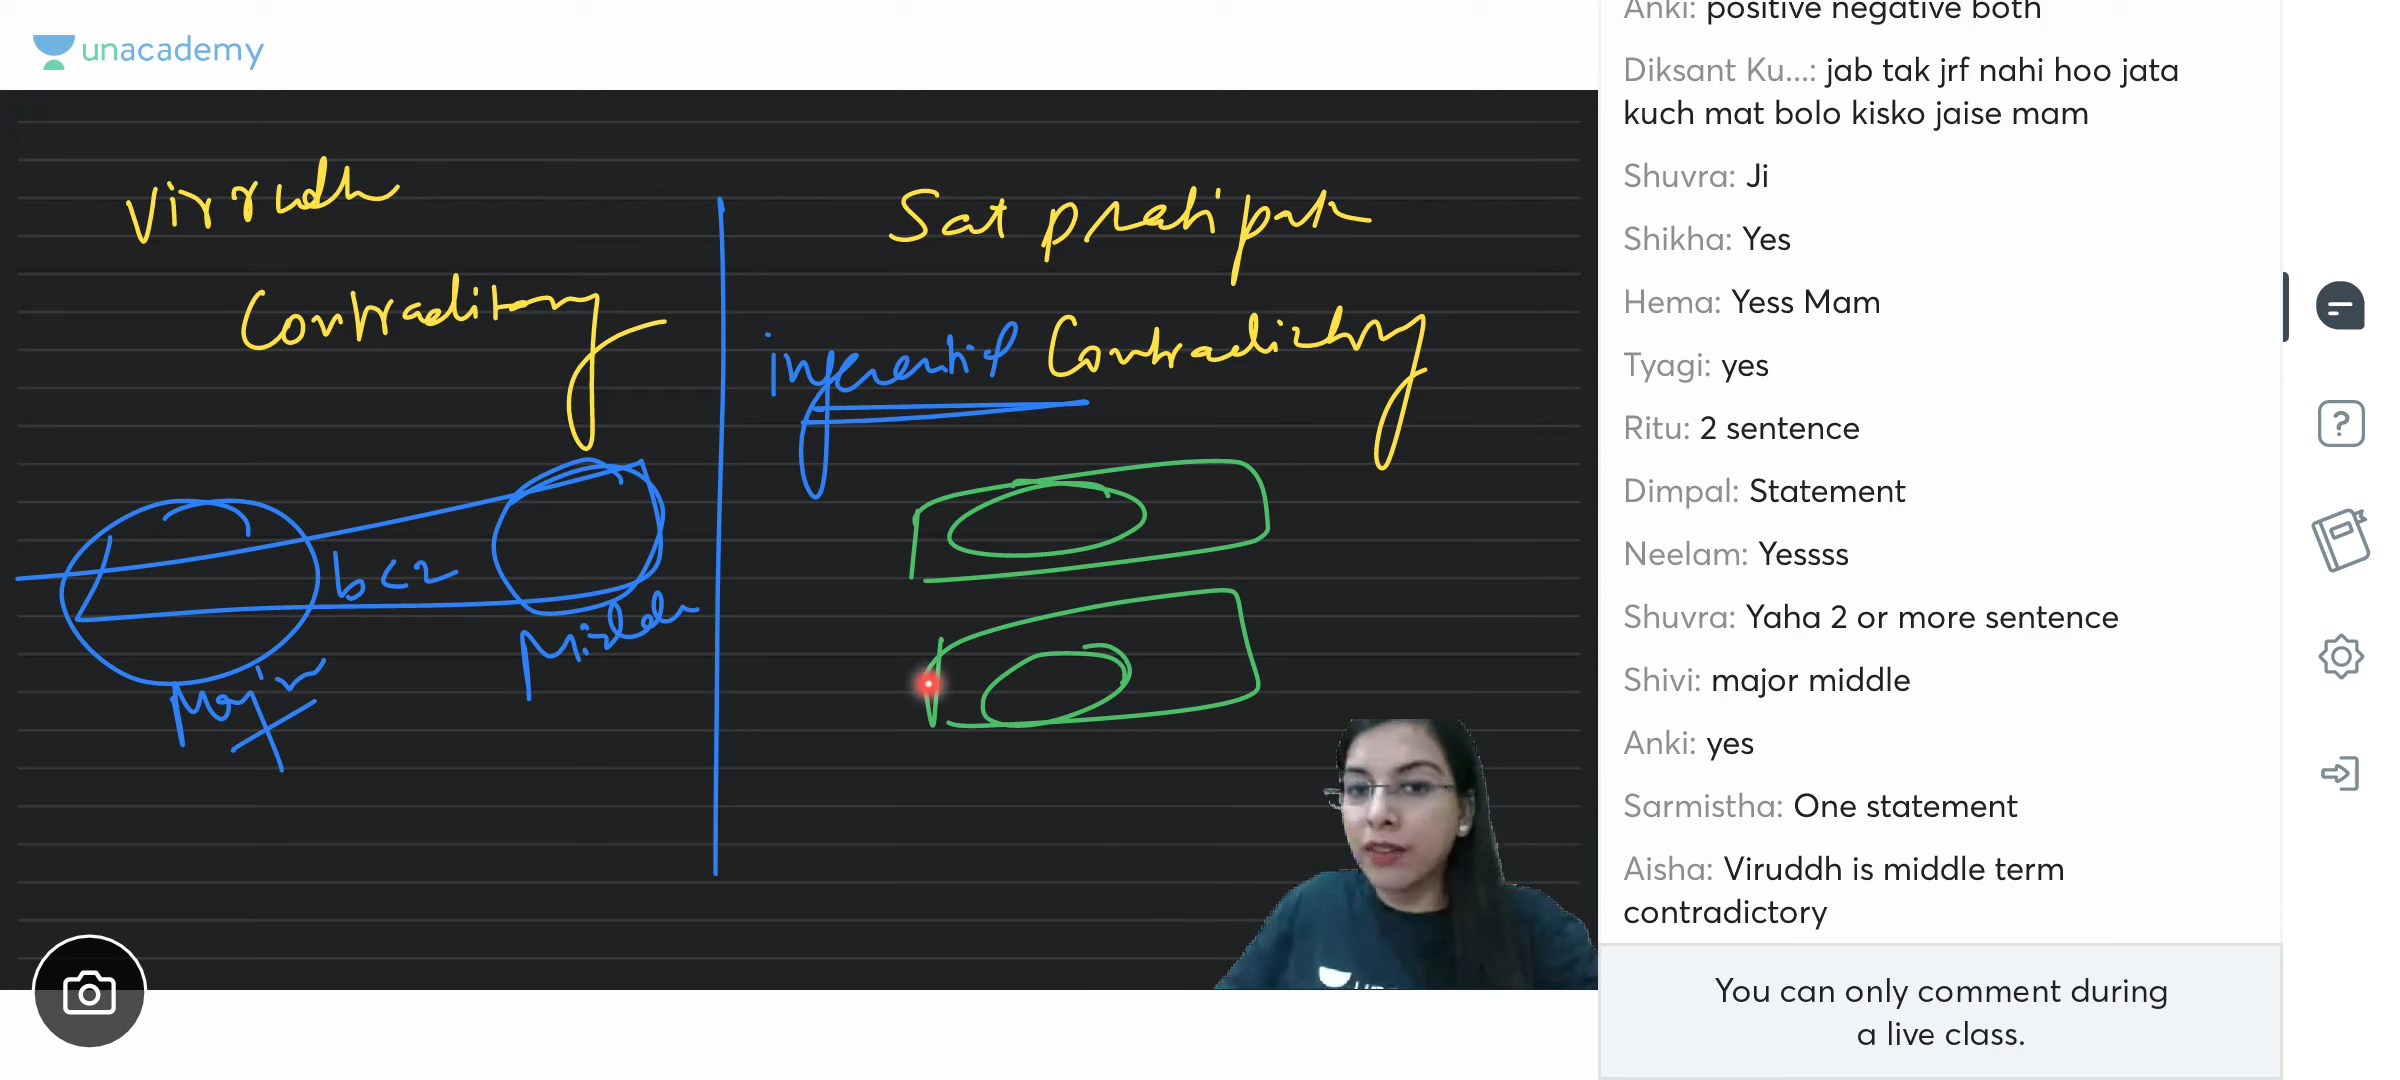 unacademy
Virrudh
Contraditory
Sat pratipak
inferential Contradictory
bcz
Middle
Major
Anki: positive negative both
Diksant Ku...: jab tak jrf nahi hoo jata
kuch mat bolo kisko jaise mam
Shuvra: Ji
Shikha: Yes
Hema: Yess Mam
Tyagi: yes
Ritu: 2 sentence
Dimpal: Statement
Neelam: Yessss
Shuvra: Yaha 2 or more sentence
Shivi: major middle
Anki: yes
Sarmistha: One statement
Aisha: Viruddh is middle term
contradictory
You can only comment during
a live class.